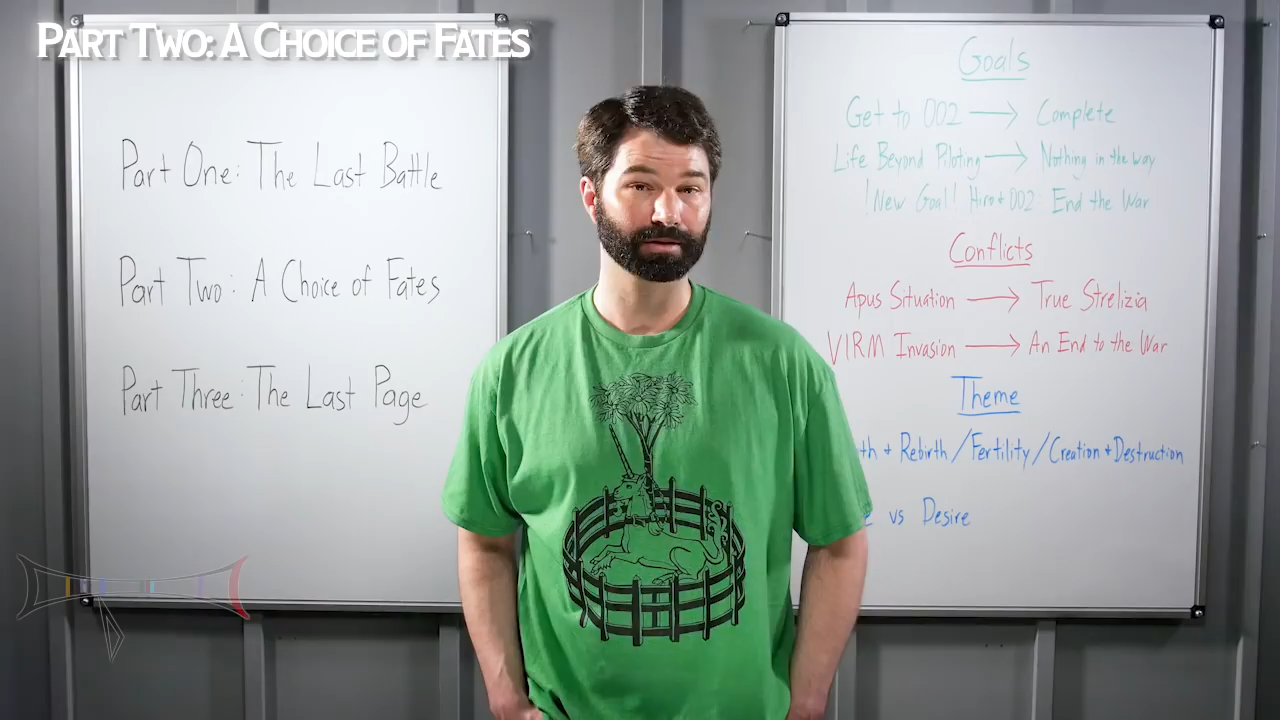 Part Two: A Choice of Fates
Part One: The Last Battle
Part Two: A Choice of Fates
Part Three: The Last Page
Goals
Get to 002 → Complete
Life Beyond Piloting → Nothing in the way
!New Goal! Hiro + 002: End the War
Conflicts
Apus Situation → True Strelizia
VIRM Invasion → An End to the War
Theme
+ Rebirth / Fertility / Creation + Destruction
vs Desire